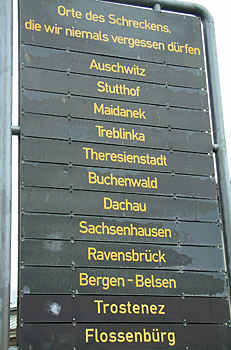 Orte des Schreckens,
die wir niemals vergessen dürfen
Auschwitz
Stutthof
Maidanek
Treblinka
Theresienstadt
Buchenwald
Dachau
Sachsenhausen
Ravensbrück
Bergen-Belsen
Trostenez
Flossenbürg